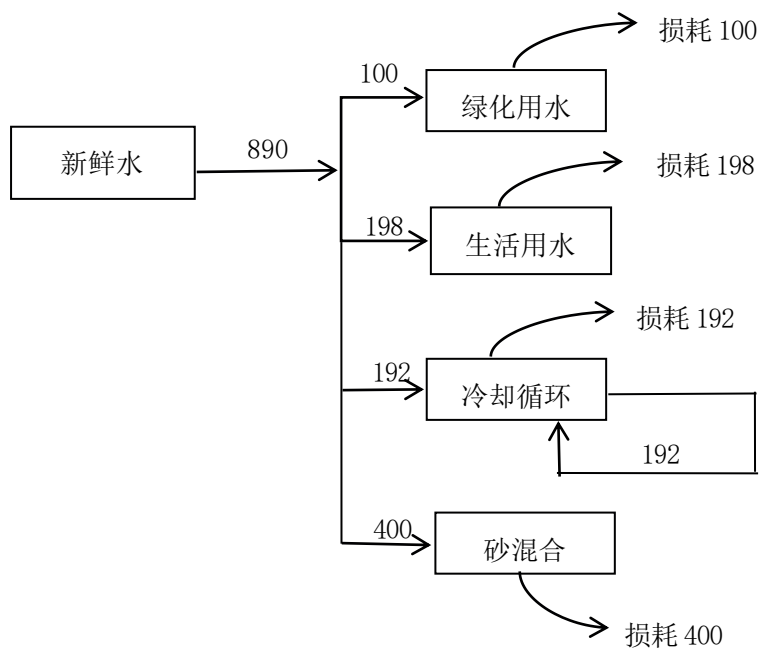 损耗 100
100
绿化用水
新鲜水
890
损耗 198
198
生活用水
损耗 192
192
冷却循环
192
400
砂混合
损耗 400